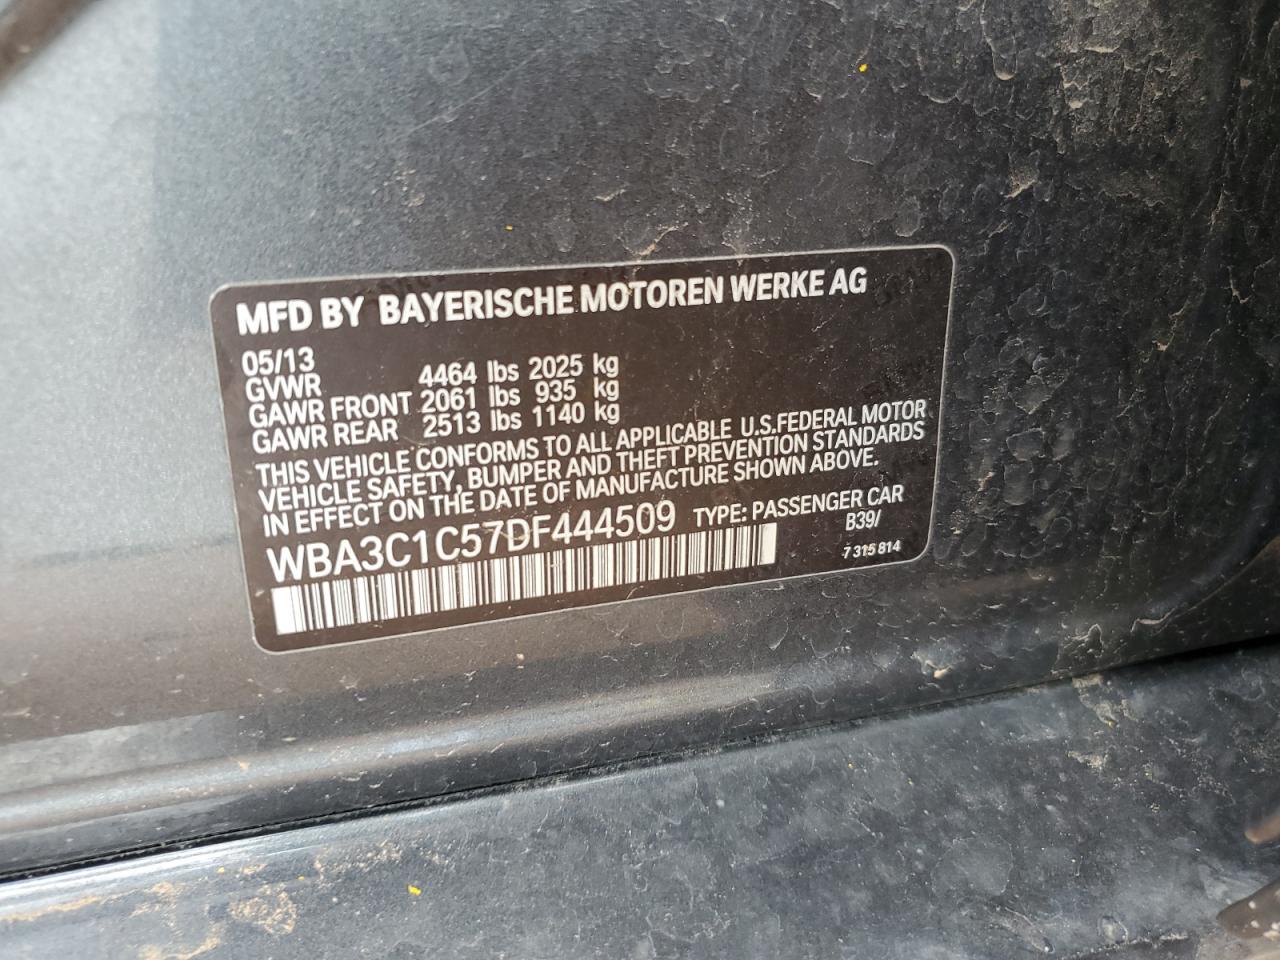 MFD BY BAYERISCHE MOTOREN WERKE AG
05/13
GVWR 4464 lbs 2025 kg
GAWR FRONT 2061 lbs 935 kg
GAWR REAR 2513 lbs 1140 kg
THIS VEHICLE CONFORMS TO ALL APPLICABLE U.S.FEDERAL MOTOR
VEHICLE SAFETY, BUMPER AND THEFT PREVENTION STANDARDS
IN EFFECT ON THE DATE OF MANUFACTURE SHOWN ABOVE.
WBA3C1C57DF444509 TYPE: PASSENGER CAR
B39/
7 315 814